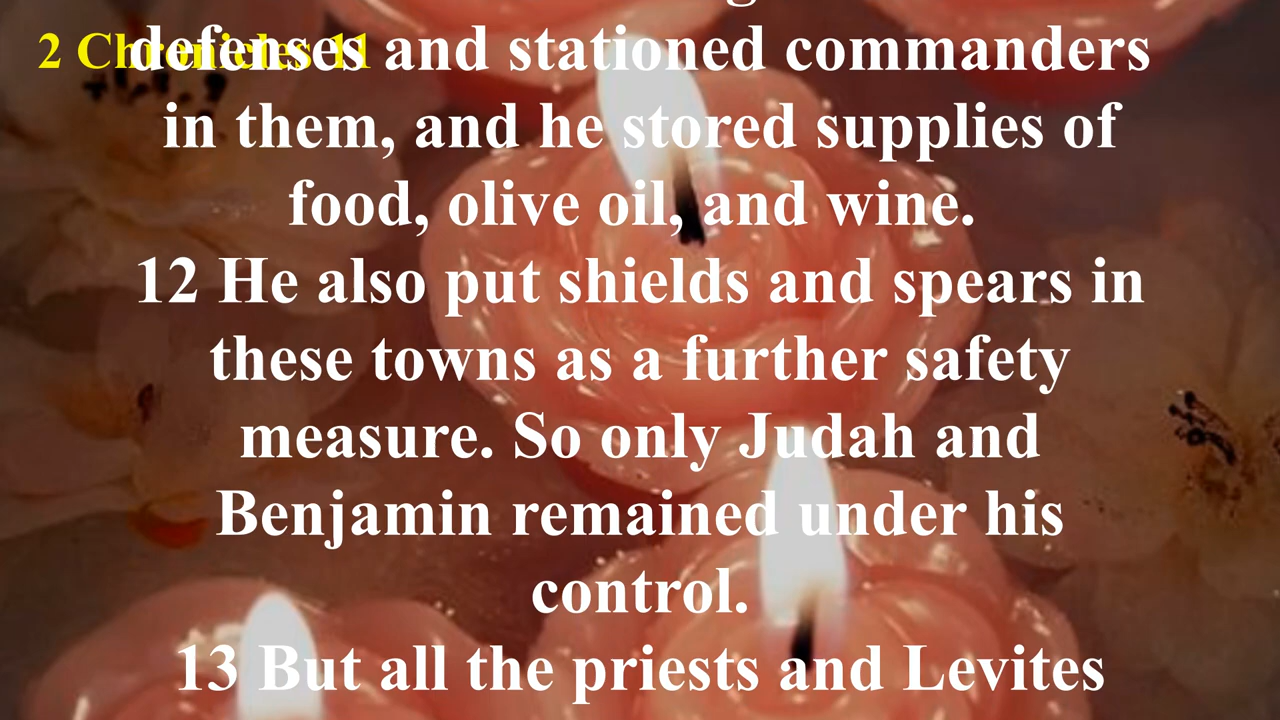 2 Chronicles 11
defenses and stationed commanders
in them, and he stored supplies of
food, olive oil, and wine.
12 He also put shields and spears in
these towns as a further safety
measure. So only Judah and
Benjamin remained under his
control.
13 But all the priests and Levites